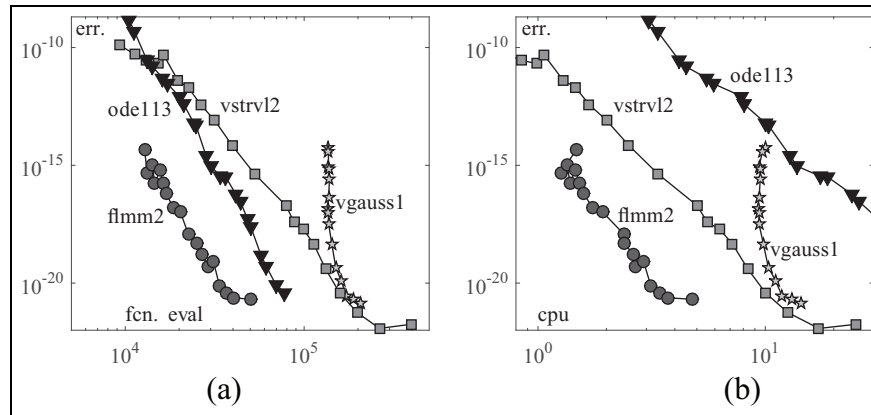 err.
10^-10
ode113
vstrvl2
10^-15
flmm2
vgauss1
10^-20
fcn. eval
10^4
10^5
(a)
err.
10^-10
ode113
vstrvl2
10^-15
flmm2
vgauss1
10^-20
cpu
10^0
10^1
(b)